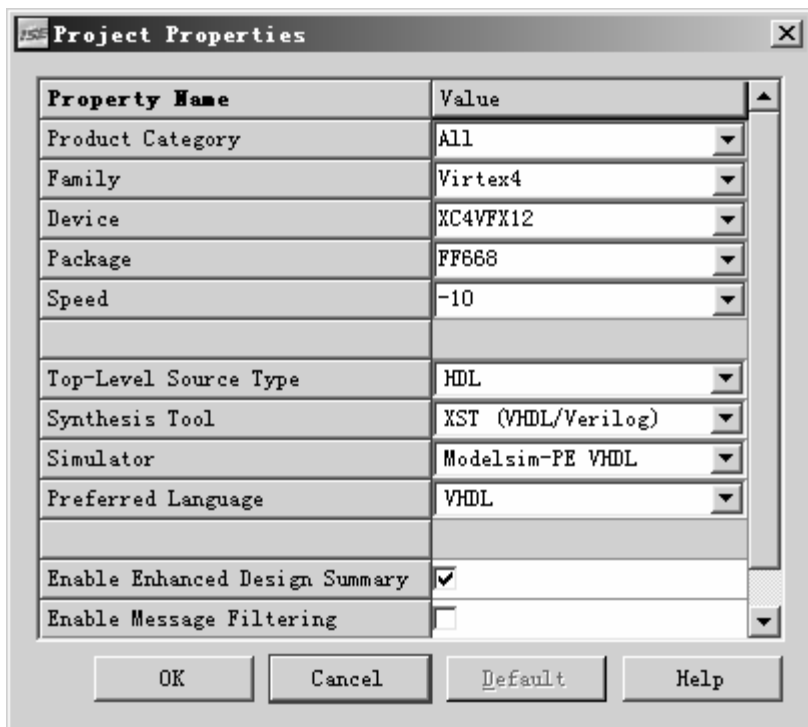 ISE Project Properties
Property Name Value
Product Category All
Family Virtex4
Device XC4VFX12
Package FF668
Speed -10
Top-Level Source Type HDL
Synthesis Tool XST (VHDL/Verilog)
Simulator Modelsim-PE VHDL
Preferred Language VHDL
Enable Enhanced Design Summary
Enable Message Filtering
OK Cancel Default Help